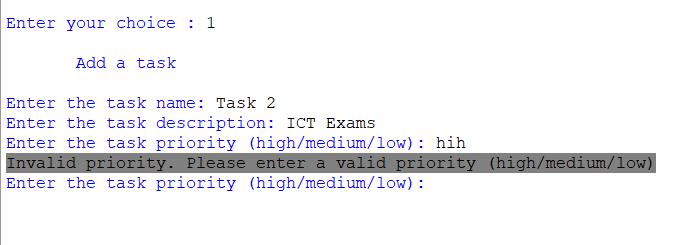 Enter your choice : 1
Add a task
Enter the task name: Task 2
Enter the task description: ICT Exams
Enter the task priority (high/medium/low): hih
Invalid priority. Please enter a valid priority (high/medium/low)
Enter the task priority (high/medium/low):